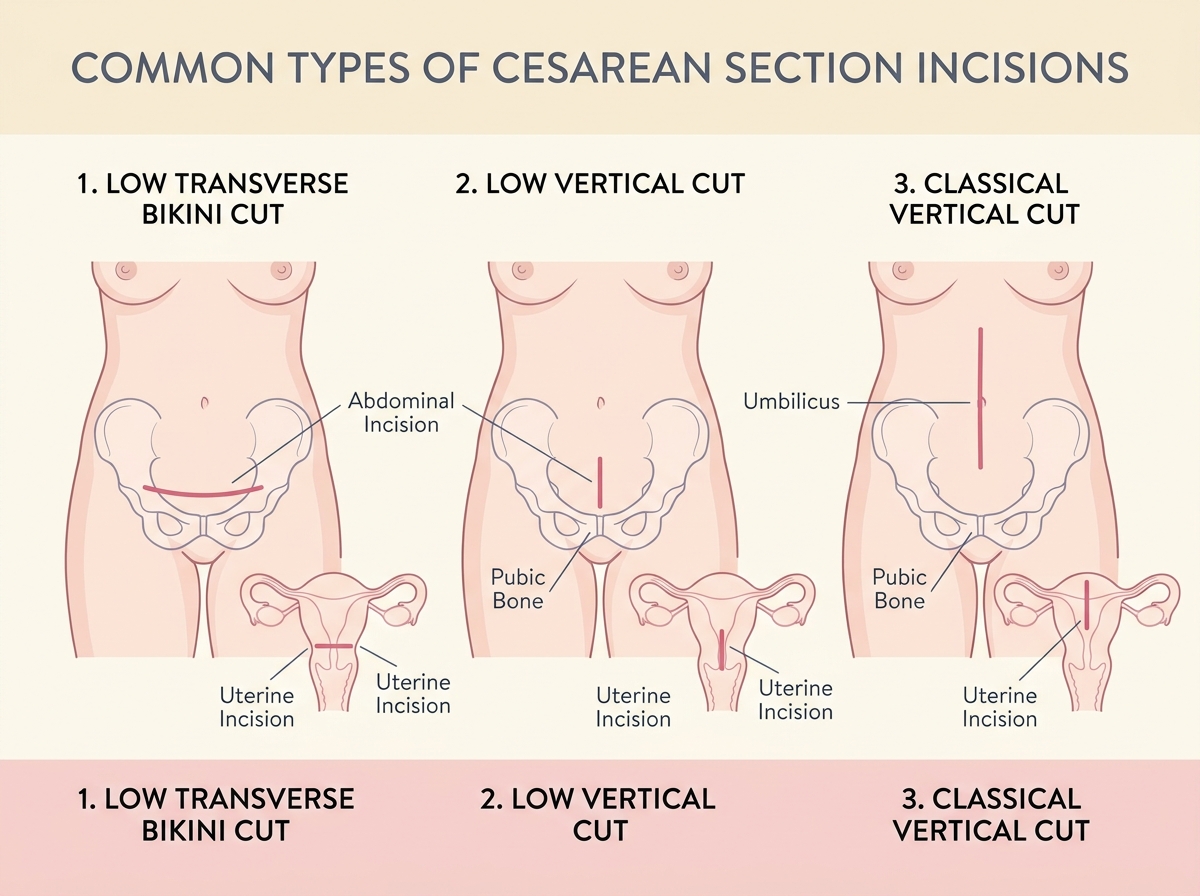 COMMON TYPES OF CESAREAN SECTION INCISIONS
1. LOW TRANSVERSE
BIKINI CUT
2. LOW VERTICAL CUT
3. CLASSICAL
VERTICAL CUT
Abdominal
Incision
Umbilicus
Pubic
Bone
Pubic
Bone
Uterine
Incision
Uterine
Incision
Uterine
Incision
Uterine
Incision
Uterine
Incision
1. LOW TRANSVERSE
BIKINI CUT
2. LOW VERTICAL
CUT
3. CLASSICAL
VERTICAL CUT